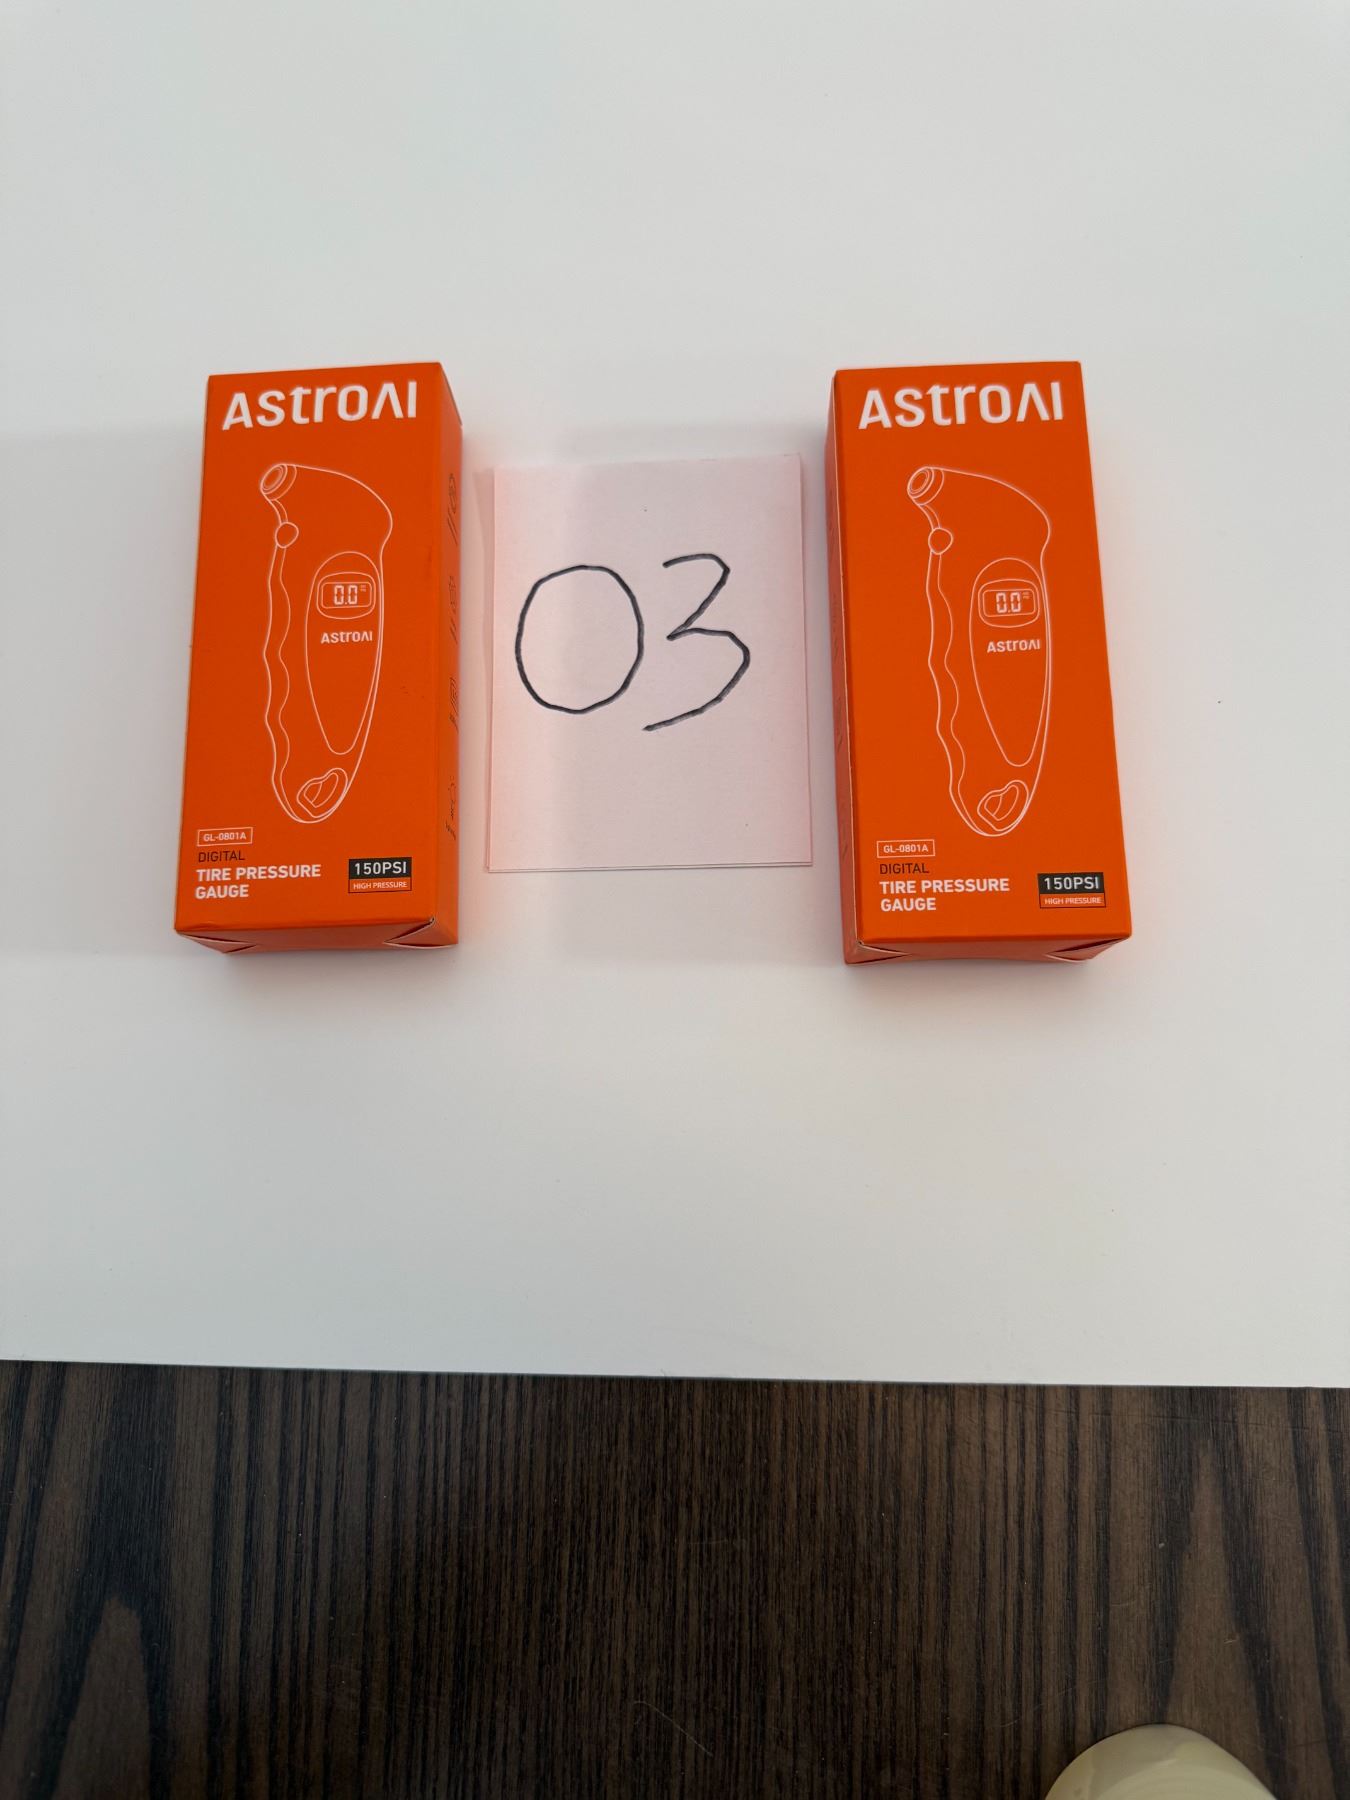 AstroAI
0.0
AstroAI
GL-0801A
DIGITAL
TIRE PRESSURE
GAUGE
150PSI
HIGH PRESSURE
03
AstroAI
0.0
AstroAI
GL-0801A
DIGITAL
TIRE PRESSURE
GAUGE
150PSI
HIGH PRESSURE